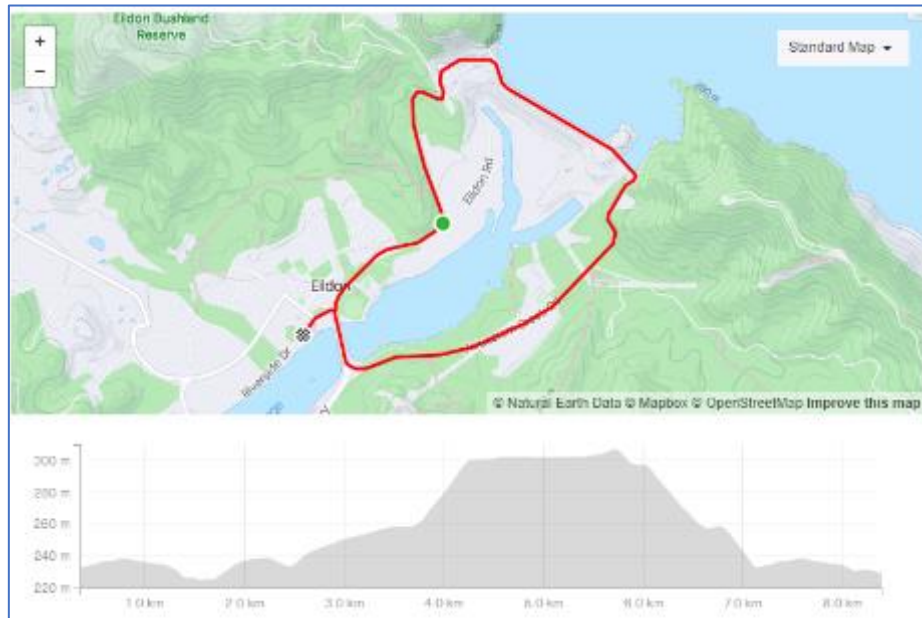 Eildon Bushland
Reserve
+
−
Standard Map
Eildon Rd
Eildon
Riverside Dr
© Natural Earth Data © Mapbox © OpenStreetMap Improve this map
300 m
280 m
260 m
240 m
220 m
1.0 km
2.0 km
3.0 km
4.0 km
5.0 km
6.0 km
7.0 km
8.0 km